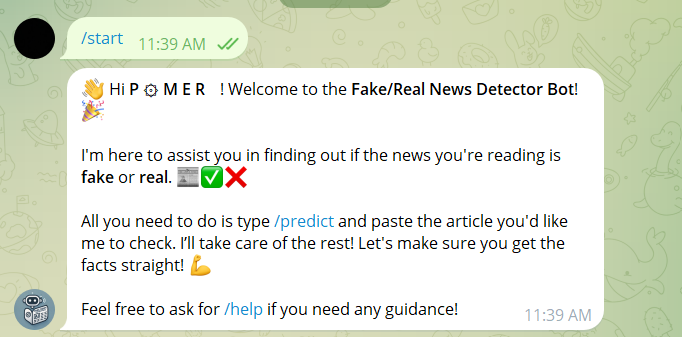 /start 11:39 AM
👋 Hi P ⚙ M E R ! Welcome to the Fake/Real News Detector Bot!
🎉
I'm here to assist you in finding out if the news you're reading is
fake or real. 📰✅❌
All you need to do is type /predict and paste the article you'd like
me to check. I’ll take care of the rest! Let's make sure you get the
facts straight! 💪
Feel free to ask for /help if you need any guidance!
11:39 AM